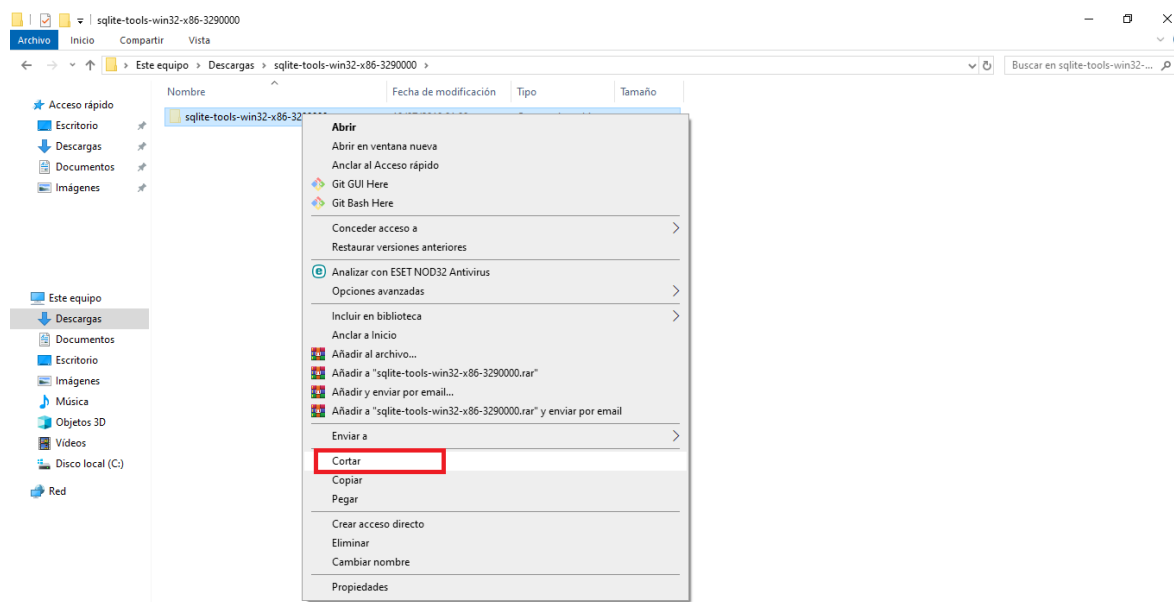 sqlite-tools-win32-x86-3290000
Archivo Inicio Compartir Vista
Este equipo Descargas sqlite-tools-win32-x86-3290000
Buscar en sqlite-tools-win32-...
Nombre Fecha de modificación Tipo Tamaño
sqlite-tools-win32-x86-32
Acceso rápido
Escritorio
Descargas
Documentos
Imágenes
Este equipo
Descargas
Documentos
Escritorio
Imágenes
Música
Objetos 3D
Vídeos
Disco local (C:)
Red
Abrir
Abrir en ventana nueva
Anclar al Acceso rápido
Git GUI Here
Git Bash Here
Conceder acceso a
Restaurar versiones anteriores
Analizar con ESET NOD32 Antivirus
Opciones avanzadas
Incluir en biblioteca
Anclar a Inicio
Añadir al archivo...
Añadir a "sqlite-tools-win32-x86-3290000.rar"
Añadir y enviar por email...
Añadir a "sqlite-tools-win32-x86-3290000.rar" y enviar por email
Enviar a
Cortar
Copiar
Pegar
Crear acceso directo
Eliminar
Cambiar nombre
Propiedades